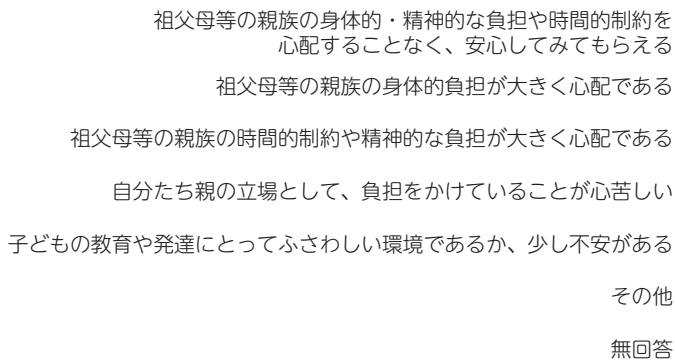 祖父母等の親族の身体的・精神的な負担や時間的制約を
心配することなく、安心してみてもらえる
祖父母等の親族の身体的負担が大きく心配である
祖父母等の親族の時間的制約や精神的な負担が大きく心配である
自分たち親の立場として、負担をかけていることが心苦しい
子どもの教育や発達にとってふさわしい環境であるか、少し不安がある
その他
無回答